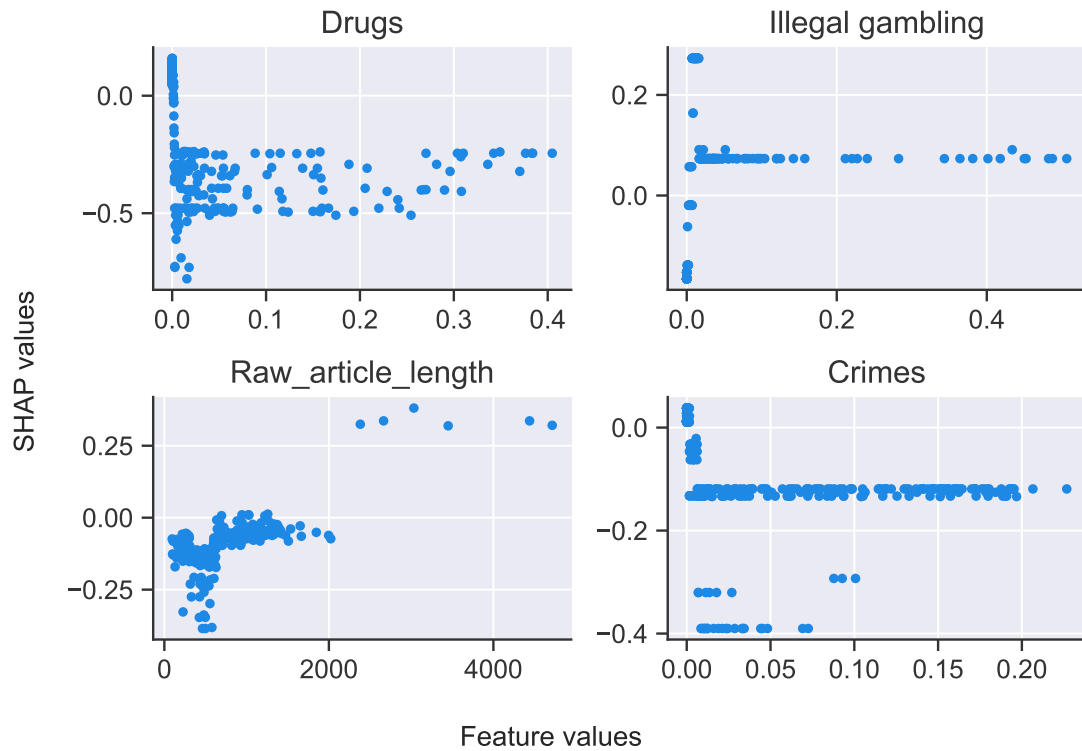 Drugs
Illegal gambling
0.0
−0.5
0.2
0.0
0.0 0.1 0.2 0.3 0.4
0.0 0.2 0.4
Raw_article_length
Crimes
0.25
0.00
−0.25
0.0
−0.2
−0.4
0 2000 4000
0.00 0.05 0.10 0.15 0.20
SHAP values
Feature values